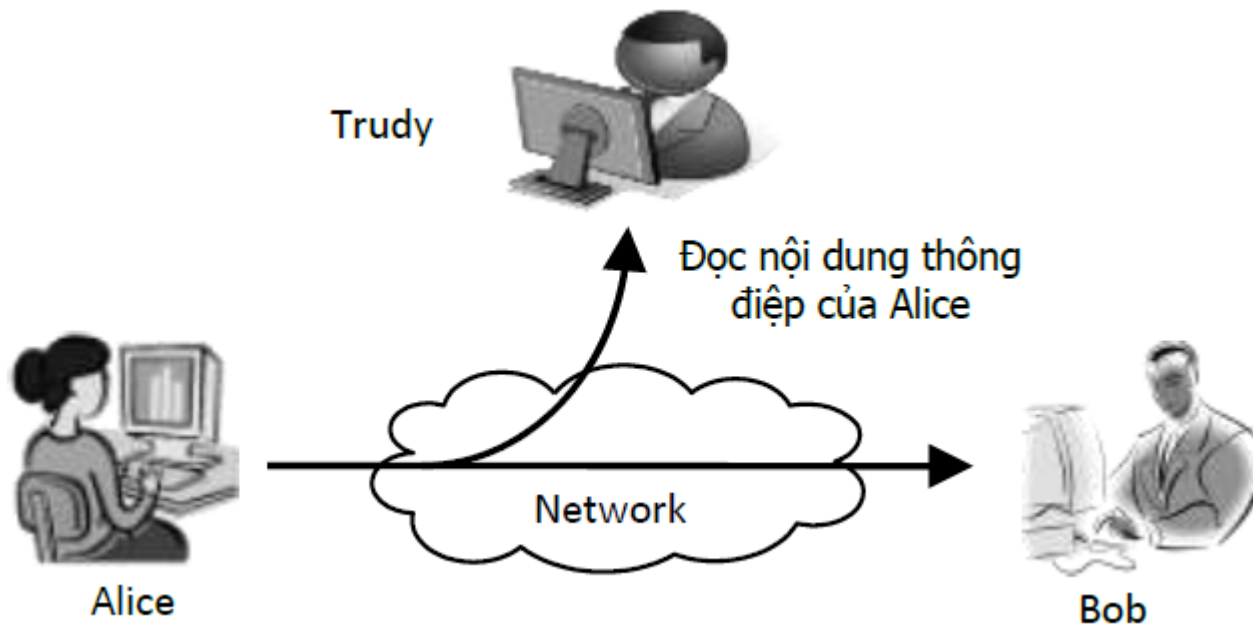 Trudy
Đọc nội dung thông
điệp của Alice
Network
Alice
Bob